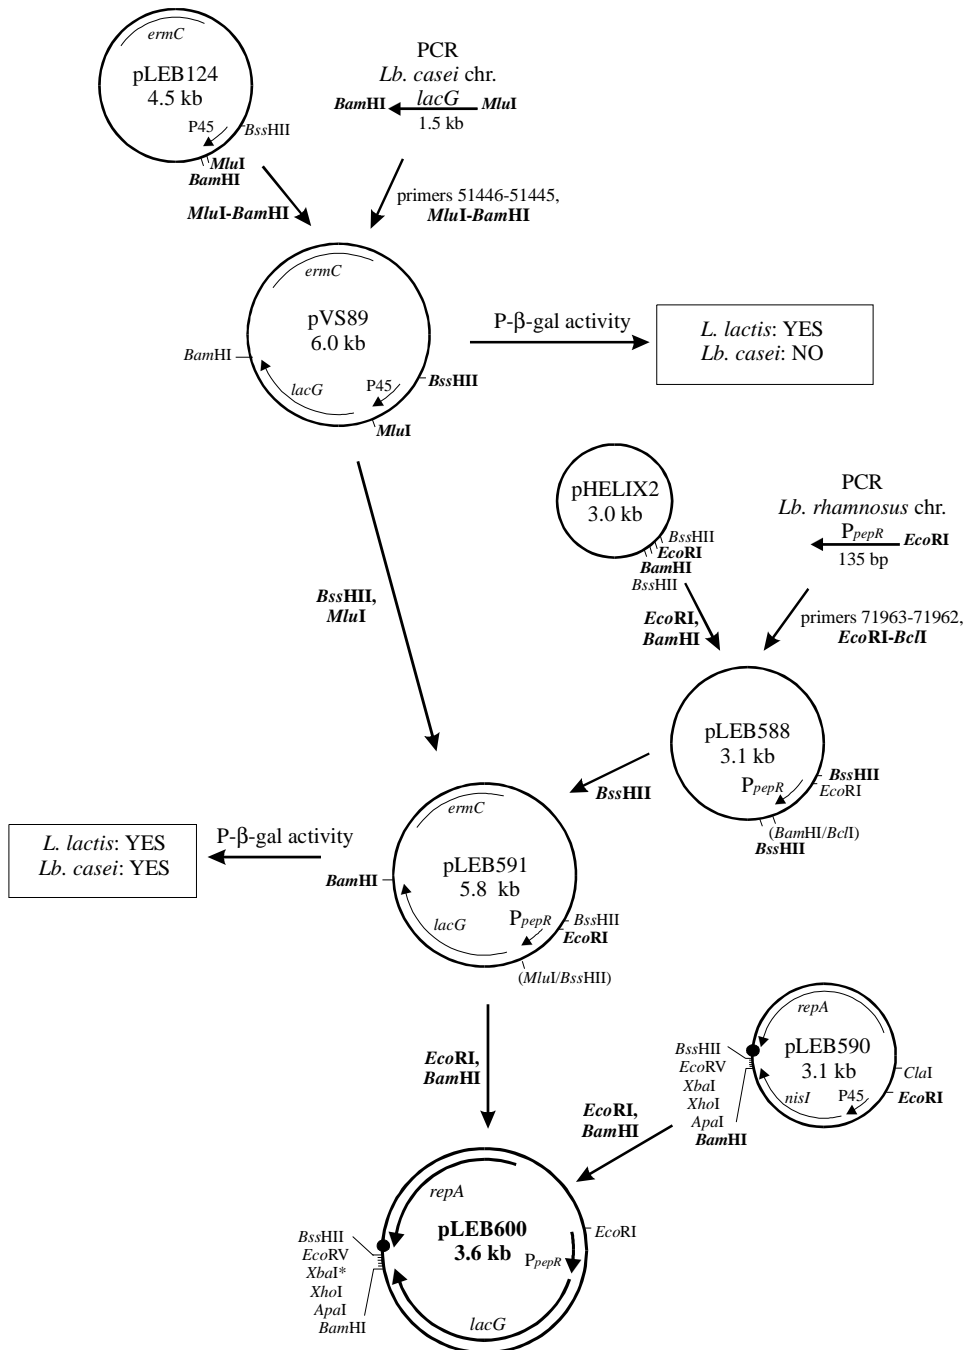 ermC
pLEB124
4.5 kb
P45
BssHII
MluI
BamHI
PCR
Lb. casei chr.
BamHI lacG MluI
1.5 kb
MluI-BamHI
primers 51446-51445,
MluI-BamHI
ermC
pVS89
6.0 kb
BamHI
lacG
P45
BssHII
MluI
P-β-gal activity
L. lactis: YES
Lb. casei: NO
pHELIX2
3.0 kb
BssHII
EcoRI
BamHI
BssHII
PCR
Lb. rhamnosus chr.
PpepR EcoRI
135 bp
BssHII,
MluI
EcoRI,
BamHI
primers 71963-71962,
EcoRI-BclI
pLEB588
3.1 kb
PpepR
BssHII
EcoRI
(BamHI/BclI)
BssHII
BssHII
ermC
pLEB591
5.8 kb
BamHI
lacG
PpepR
BssHII
EcoRI
(MluI/BssHII)
P-β-gal activity
L. lactis: YES
Lb. casei: YES
EcoRI,
BamHI
repA
pLEB590
3.1 kb
nisI
P45
ClaI
EcoRI
BssHII
EcoRV
XbaI
XhoI
ApaI
BamHI
EcoRI,
BamHI
repA
pLEB600
3.6 kb
EcoRI
PpepR
lacG
BssHII
EcoRV
XbaI*
XhoI
ApaI
BamHI